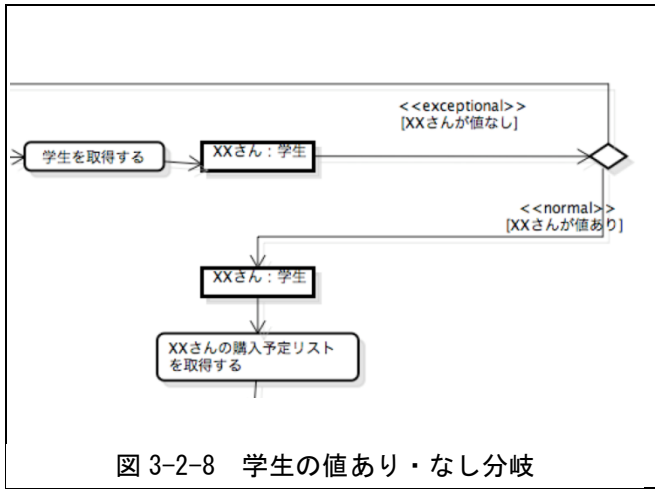 <<exceptional>>
[XXさんが値なし]
学生を取得する
XXさん：学生
<<normal>>
[XXさんが値あり]
XXさん：学生
XXさんの購入予定リスト
を取得する
図 3-2-8　学生の値あり・なし分岐